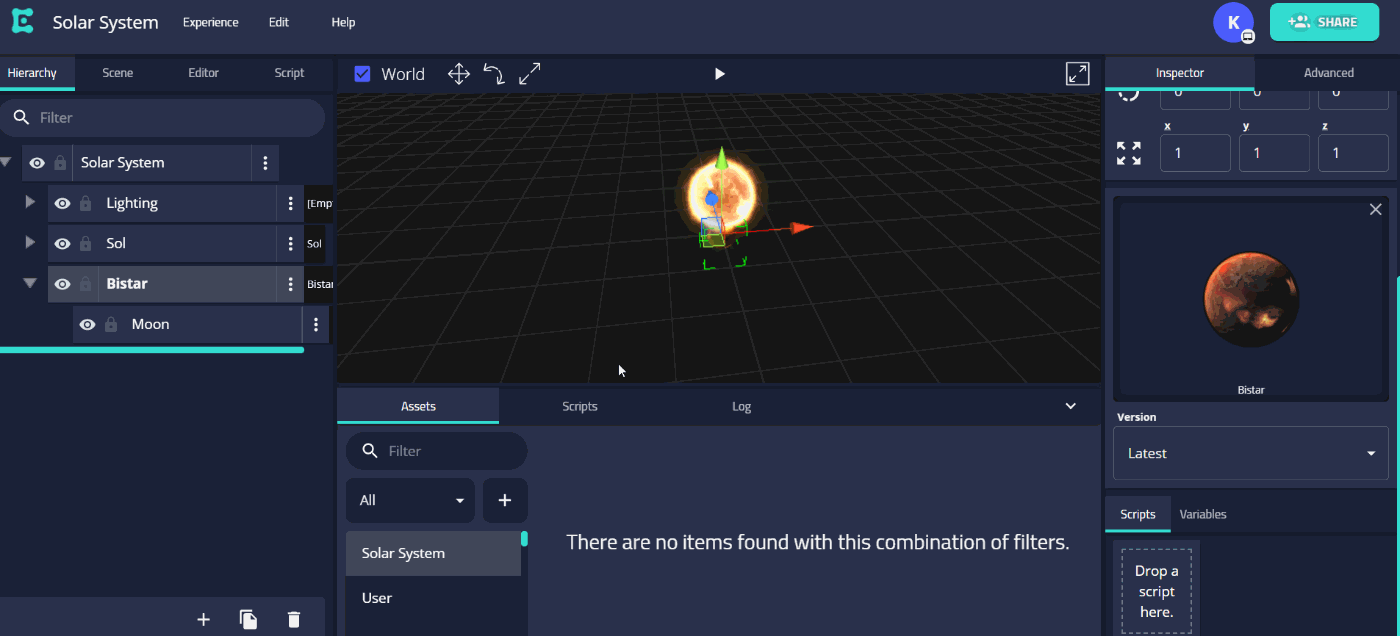 Solar System Experience Edit Help K SHARE
Hierarchy Scene Editor Script
World
Inspector Advanced
Filter
0 0 0
x y z
1 1 1
Solar System
Lighting [Emp
Sol Sol
Bistar Bistar
Moon
y
Bistar
Version
Latest
Assets Scripts Log
Filter
All +
Solar System
User
There are no items found with this combination of filters.
Scripts Variables
Drop a
script
here.